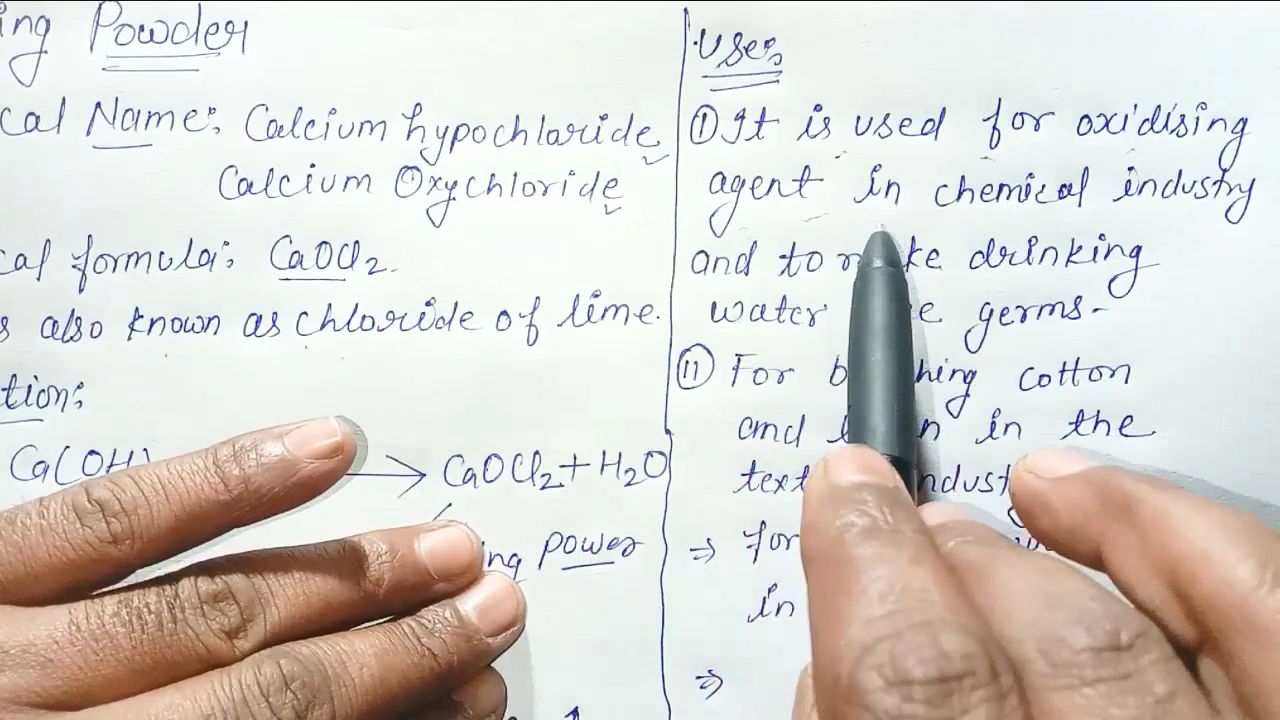 ing Powder
cal Name: Calcium hypochloride
Calcium Oxychloride
cal formula: CaOCl2.
s also known as chloride of lime.
tion:
Ca(OH) → CaOCl2 + H2O
ing Power
Uses
① It is used for oxidising
agent in chemical industry
and to ke drinking
water e germs.
⑪ For b hing cotton
and n in the
text ndust
⇒ for
in
⇒